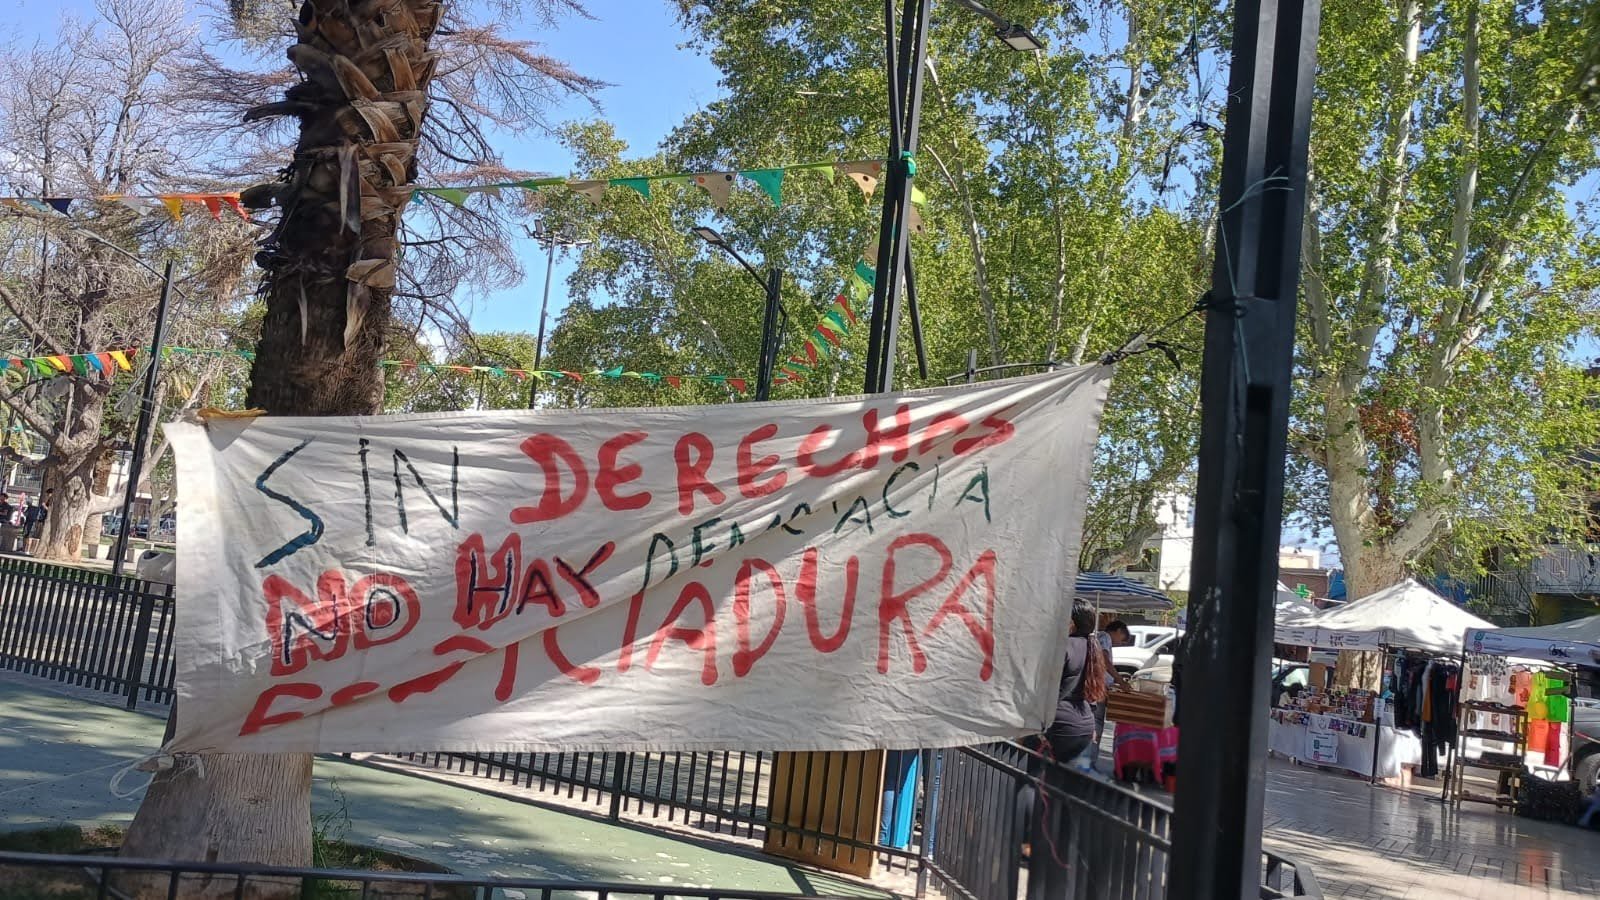 SIN DERECHOS
NO HAY DEMOCRACIA
DICTADURA